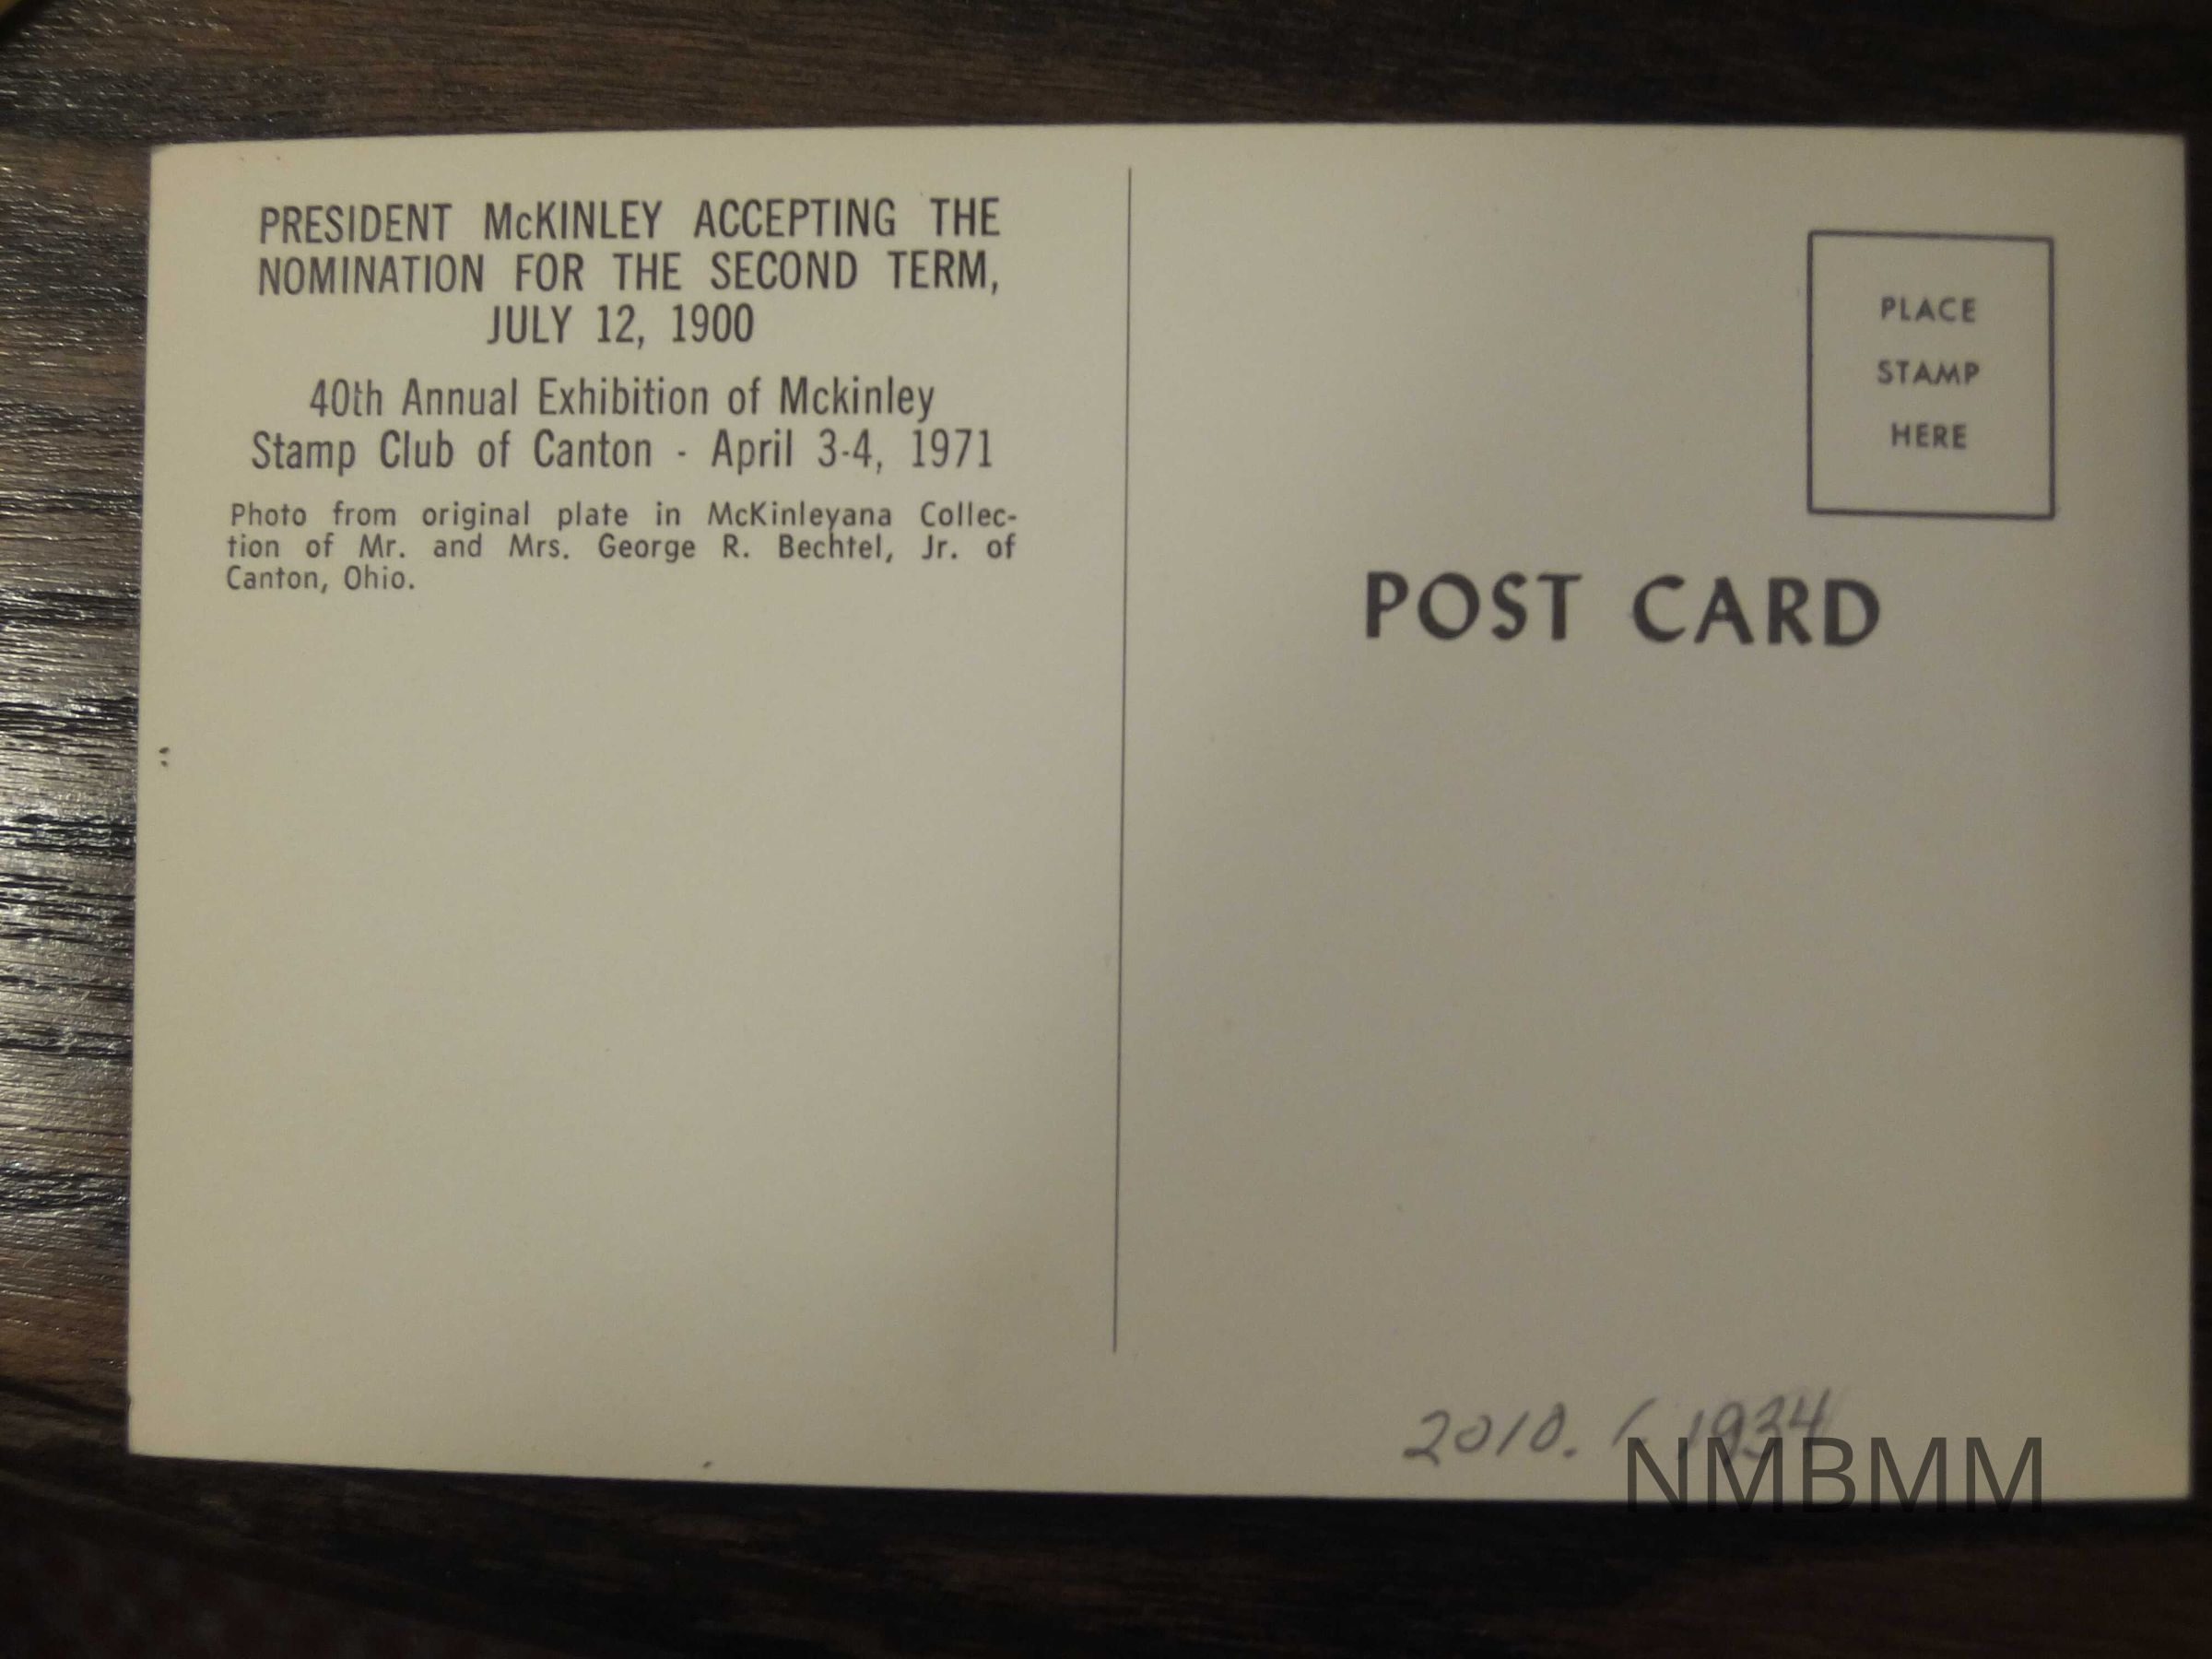 PRESIDENT McKINLEY ACCEPTING THE
NOMINATION FOR THE SECOND TERM,
JULY 12, 1900
40th Annual Exhibition of Mckinley
Stamp Club of Canton - April 3-4, 1971
Photo from original plate in McKinleyana Collec-
tion of Mr. and Mrs. George R. Bechtel, Jr. of
Canton, Ohio.
PLACE
STAMP
HERE
POST CARD
2010.1.1934
NMBMM